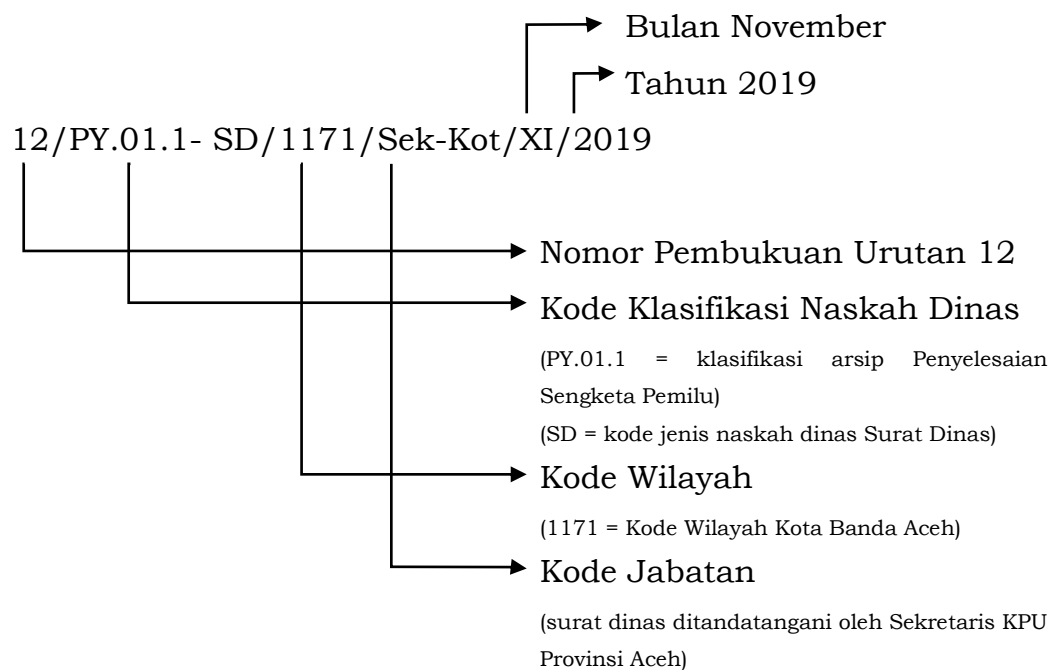 Bulan November
Tahun 2019
12/PY.01.1- SD/1171/Sek-Kot/XI/2019
Nomor Pembukuan Urutan 12
Kode Klasifikasi Naskah Dinas
(PY.01.1 = klasifikasi arsip Penyelesaian
Sengketa Pemilu)
(SD = kode jenis naskah dinas Surat Dinas)
Kode Wilayah
(1171 = Kode Wilayah Kota Banda Aceh)
Kode Jabatan
(surat dinas ditandatangani oleh Sekretaris KPU
Provinsi Aceh)